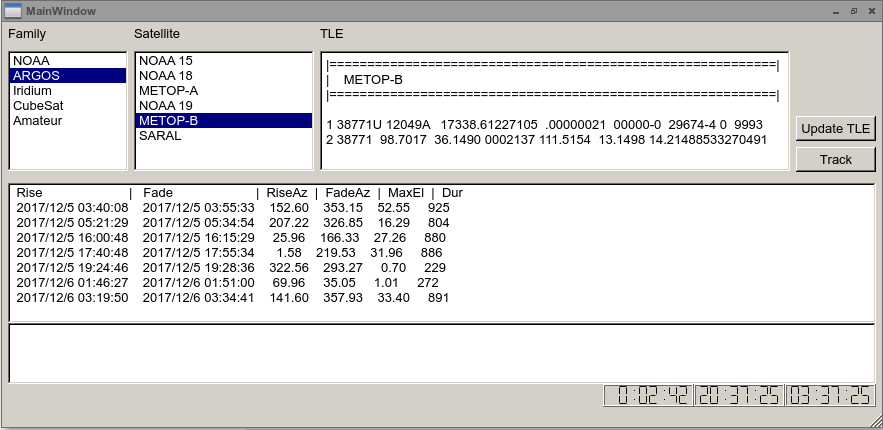 MainWindow
Family
Satellite
TLE
NOAA
ARGOS
Iridium
CubeSat
Amateur
NOAA 15
NOAA 18
METOP-A
NOAA 19
METOP-B
SARAL
|===========================================================|
| METOP-B
|===========================================================|
1 38771U 12049A 17338.61227105 .00000021 00000-0 29674-4 0 9993
2 38771 98.7017 36.1490 0002137 111.5154 13.1498 14.21488533270491
Update TLE
Track
Rise | Fade | RiseAz | FadeAz | MaxEl | Dur
2017/12/5 03:40:08 2017/12/5 03:55:33 152.60 353.15 52.55 925
2017/12/5 05:21:29 2017/12/5 05:34:54 207.22 326.85 16.29 804
2017/12/5 16:00:48 2017/12/5 16:15:29 25.96 166.33 27.26 880
2017/12/5 17:40:48 2017/12/5 17:55:34 1.58 219.53 31.96 886
2017/12/5 19:24:46 2017/12/5 19:28:36 322.56 293.27 0.70 229
2017/12/6 01:46:27 2017/12/6 01:51:00 69.96 35.05 1.01 272
2017/12/6 03:19:50 2017/12/6 03:34:41 141.60 357.93 33.40 891
0:02:42 20:37:25 03:37:25